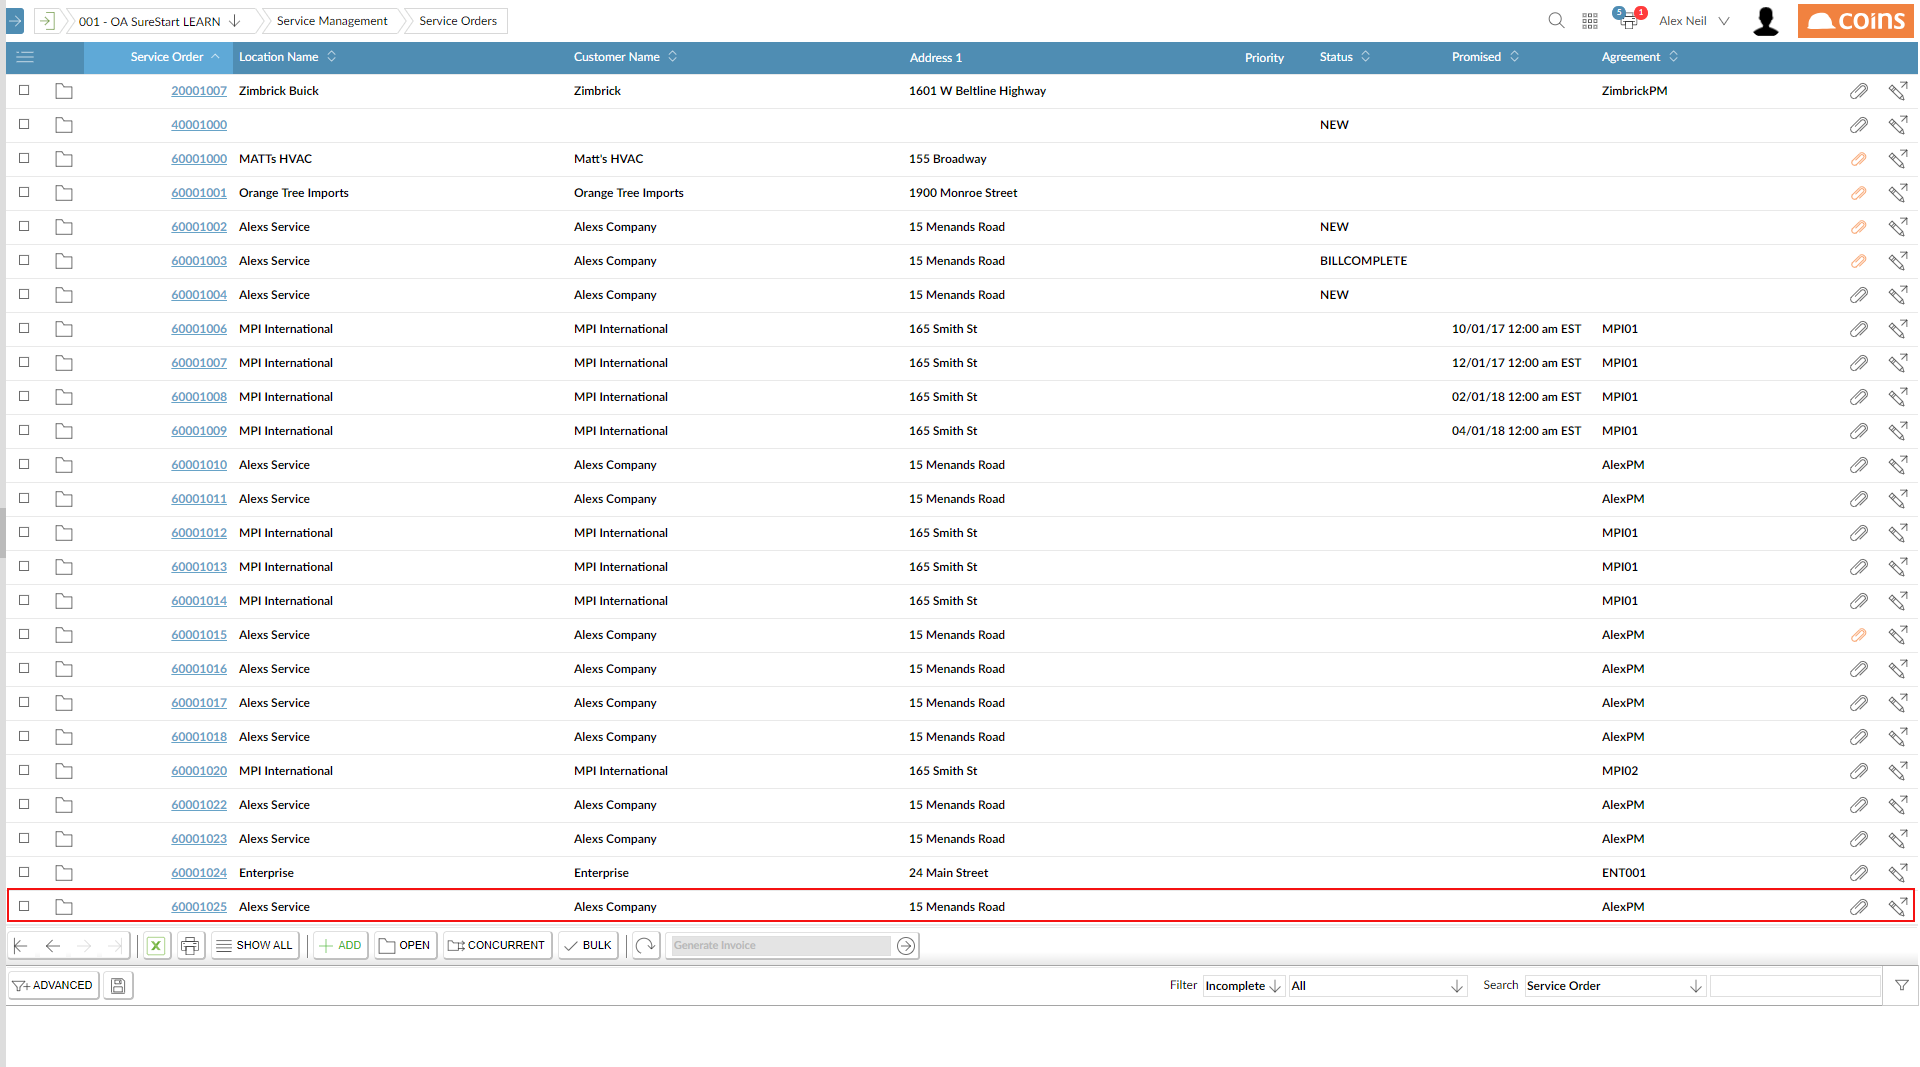 001 - OA SureStart LEARN Service Management Service Orders 5 1 Alex Neil coins
Service Order Location Name Customer Name Address 1 Priority Status Promised Agreement
20001007 Zimbrick Buick Zimbrick 1601 W Beltline Highway ZimbrickPM
40001000 NEW
60001000 MATTs HVAC Matt's HVAC 155 Broadway
60001001 Orange Tree Imports Orange Tree Imports 1900 Monroe Street
60001002 Alexs Service Alexs Company 15 Menands Road NEW
60001003 Alexs Service Alexs Company 15 Menands Road BILLCOMPLETE
60001004 Alexs Service Alexs Company 15 Menands Road NEW
60001006 MPI International MPI International 165 Smith St 10/01/17 12:00 am EST MPI01
60001007 MPI International MPI International 165 Smith St 12/01/17 12:00 am EST MPI01
60001008 MPI International MPI International 165 Smith St 02/01/18 12:00 am EST MPI01
60001009 MPI International MPI International 165 Smith St 04/01/18 12:00 am EST MPI01
60001010 Alexs Service Alexs Company 15 Menands Road AlexPM
60001011 Alexs Service Alexs Company 15 Menands Road AlexPM
60001012 MPI International MPI International 165 Smith St MPI01
60001013 MPI International MPI International 165 Smith St MPI01
60001014 MPI International MPI International 165 Smith St MPI01
60001015 Alexs Service Alexs Company 15 Menands Road AlexPM
60001016 Alexs Service Alexs Company 15 Menands Road AlexPM
60001017 Alexs Service Alexs Company 15 Menands Road AlexPM
60001018 Alexs Service Alexs Company 15 Menands Road AlexPM
60001020 MPI International MPI International 165 Smith St MPI02
60001022 Alexs Service Alexs Company 15 Menands Road AlexPM
60001023 Alexs Service Alexs Company 15 Menands Road AlexPM
60001024 Enterprise Enterprise 24 Main Street ENT001
60001025 Alexs Service Alexs Company 15 Menands Road AlexPM
X SHOW ALL ADD OPEN CONCURRENT BULK Generate Invoice
ADVANCED Filter Incomplete All Search Service Order